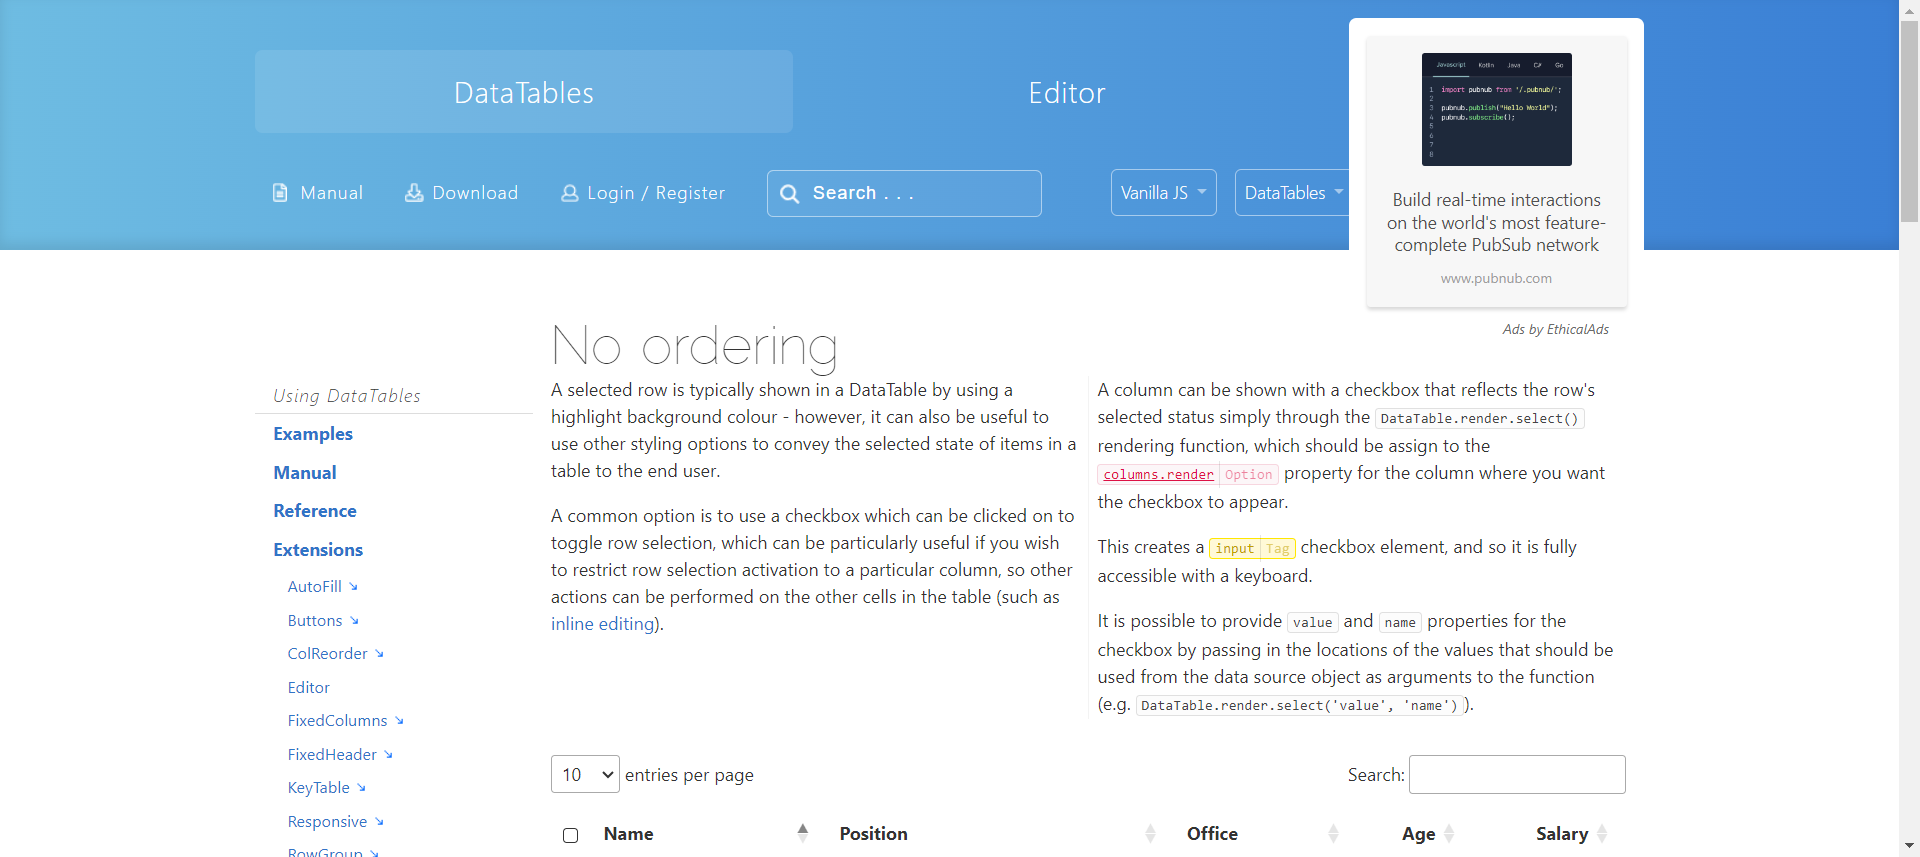 DataTables
Editor
Manual
Download
Login / Register
Search . . .
Vanilla JS
DataTables
Javascript Kotlin Java C# Go
1 import pubnub from '/.pubnub/';
2
3 pubnub.publish("Hello World");
4 pubnub.subscribe();
5
6
7
8
Build real-time interactions
on the world's most feature-
complete PubSub network
www.pubnub.com
Ads by EthicalAds
No ordering
Using DataTables
Examples
Manual
Reference
Extensions
AutoFill
Buttons
ColReorder
Editor
FixedColumns
FixedHeader
KeyTable
Responsive
RowGroup
A selected row is typically shown in a DataTable by using a
highlight background colour - however, it can also be useful to
use other styling options to convey the selected state of items in a
table to the end user.
A common option is to use a checkbox which can be clicked on to
toggle row selection, which can be particularly useful if you wish
to restrict row selection activation to a particular column, so other
actions can be performed on the other cells in the table (such as
inline editing).
A column can be shown with a checkbox that reflects the row's
selected status simply through the DataTable.render.select()
rendering function, which should be assign to the
columns.render Option property for the column where you want
the checkbox to appear.
This creates a input Tag checkbox element, and so it is fully
accessible with a keyboard.
It is possible to provide value and name properties for the
checkbox by passing in the locations of the values that should be
used from the data source object as arguments to the function
(e.g. DataTable.render.select('value', 'name') ).
10 entries per page
Search:
Name Position Office Age Salary